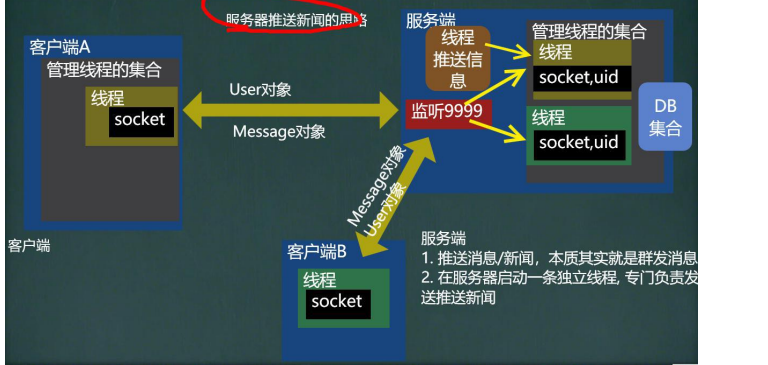 服务器推送新闻的思路
客户端A
管理线程的集合
线程
socket
客户端
User对象
Message对象
服务端
线程
推送信
息
监听9999
管理线程的集合
线程
socket,uid
线程
socket,uid
DB
集合
Message对象
User对象
客户端B
线程
socket
服务端
1. 推送消息/新闻，本质其实就是群发消息
2. 在服务器启动一条独立线程, 专门负责发
送推送新闻